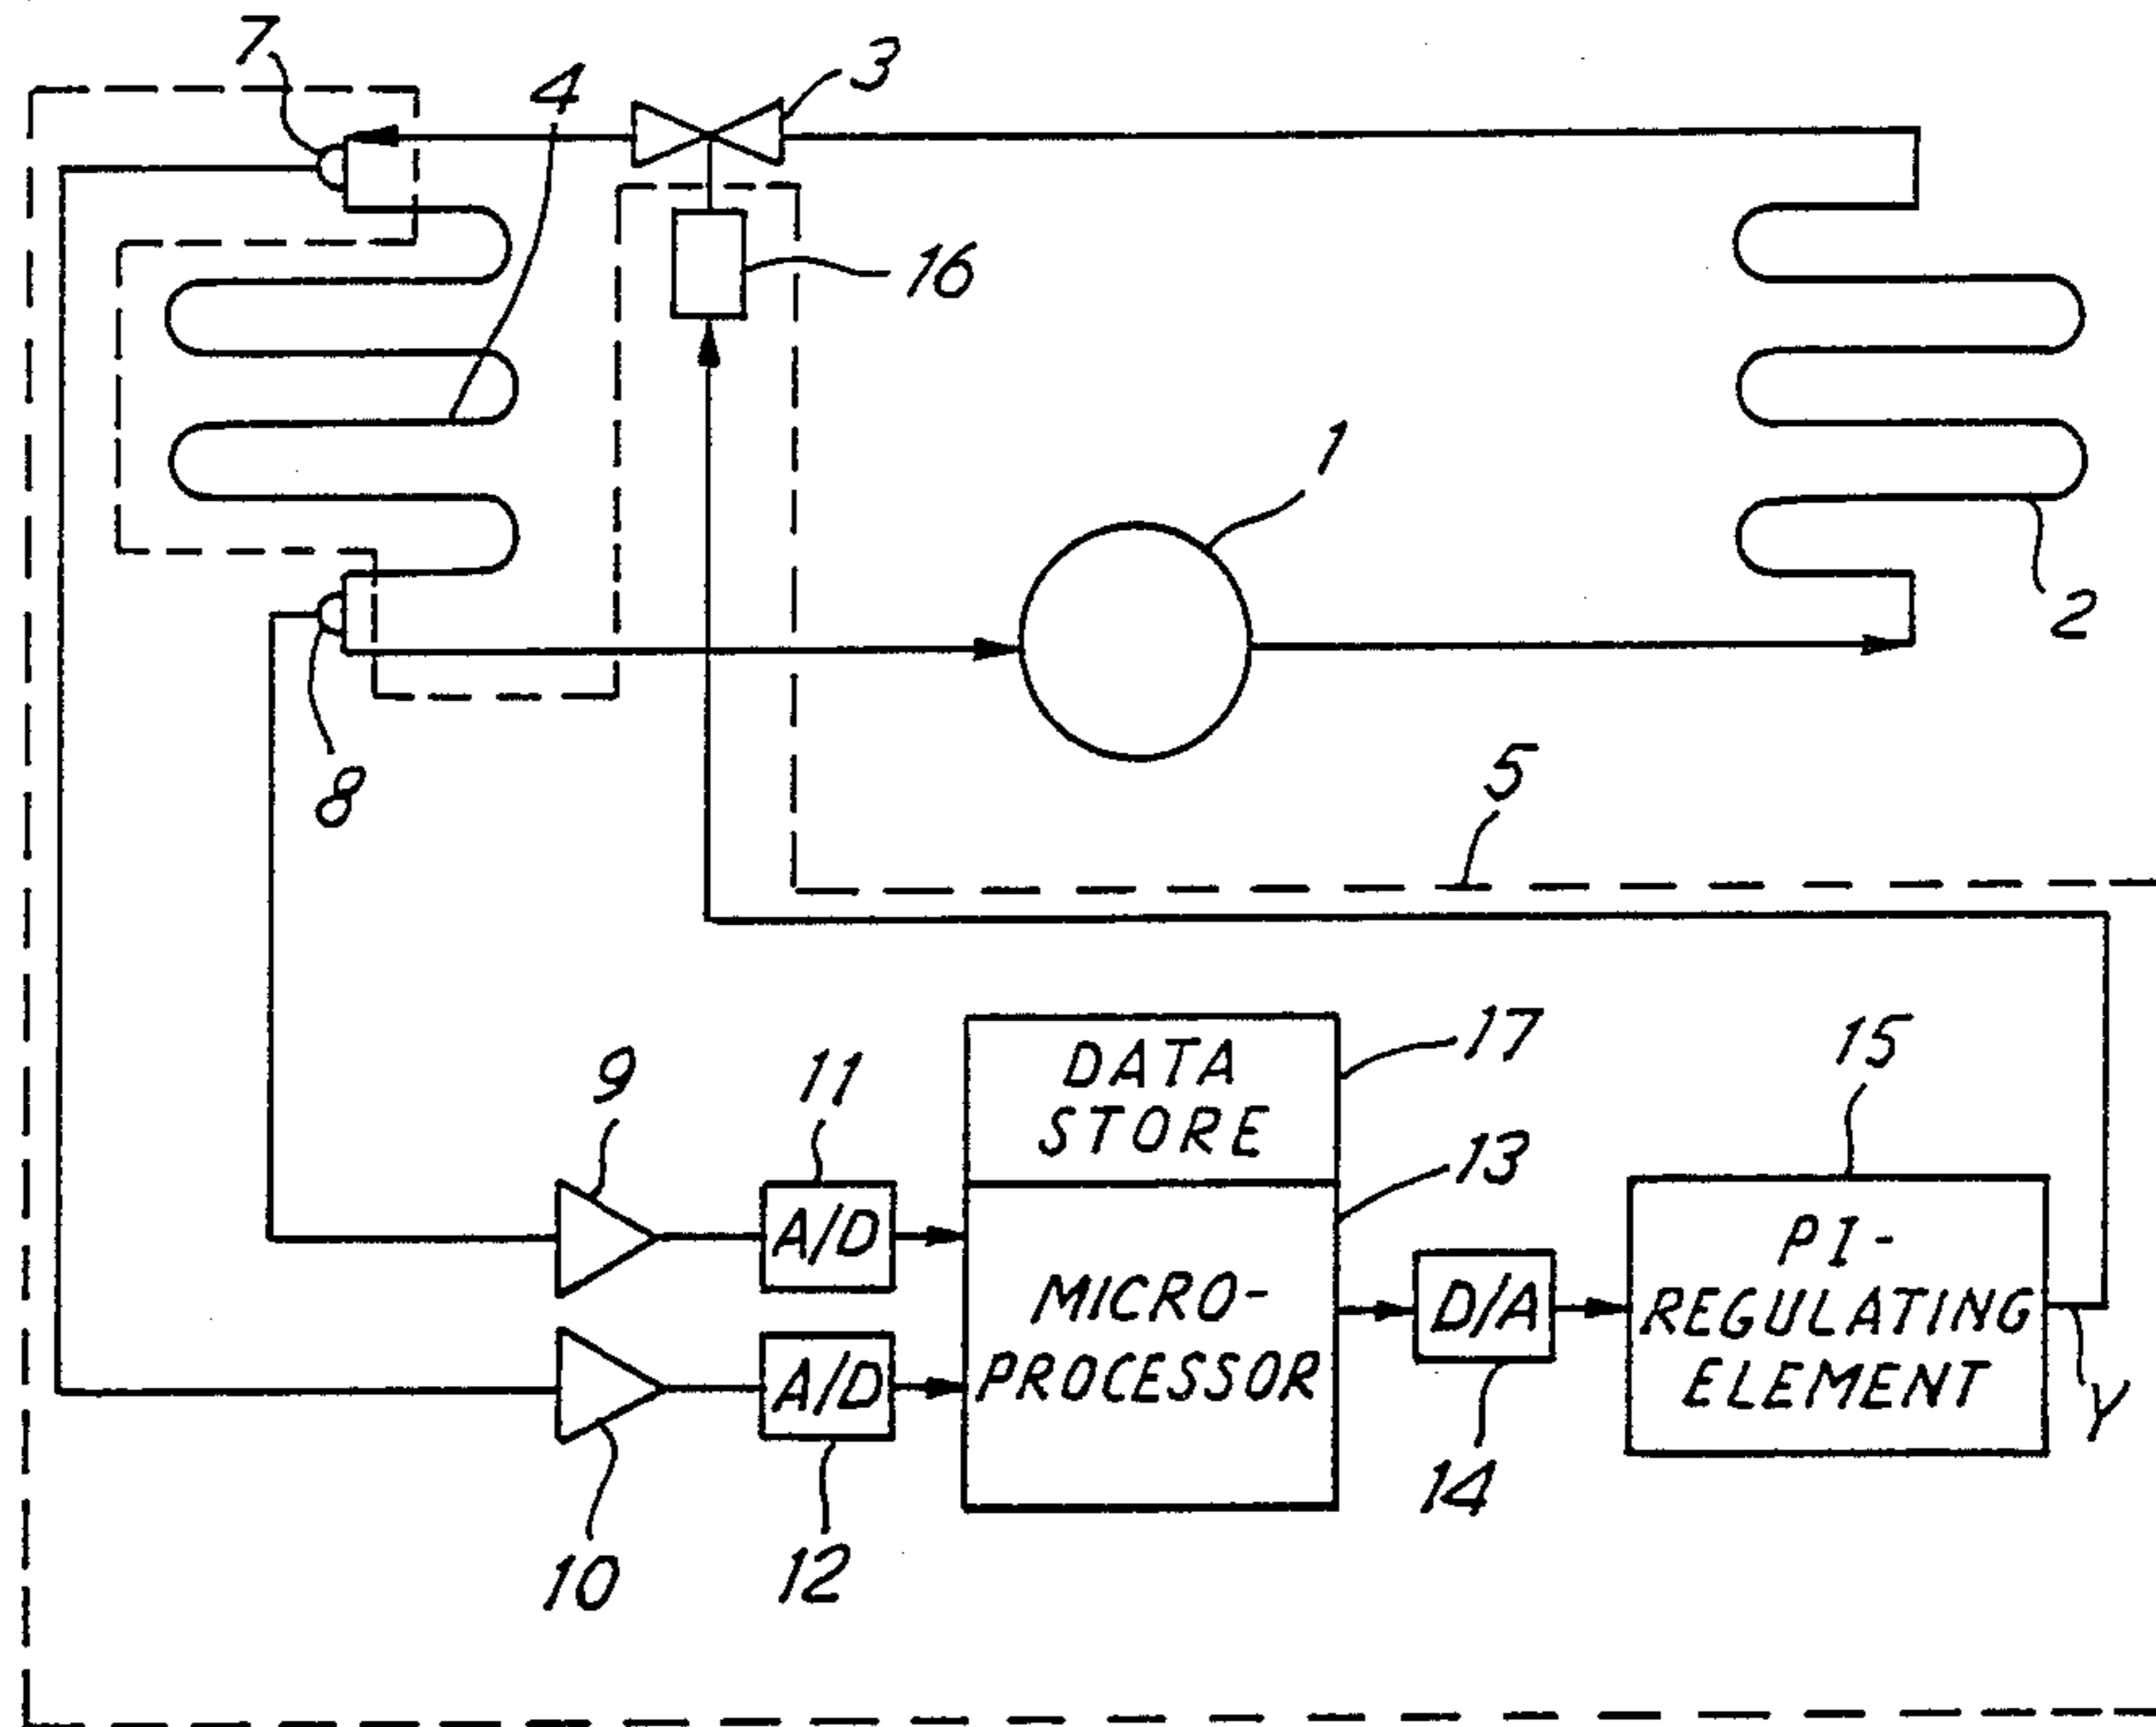 7
4
3
16
1
2
8
5
9
11
DATA
STORE
17
13
15
A/D
MICRO-
PROCESSOR
D/A
PI-
REGULATING
ELEMENT
Y
A/D
10
12
14